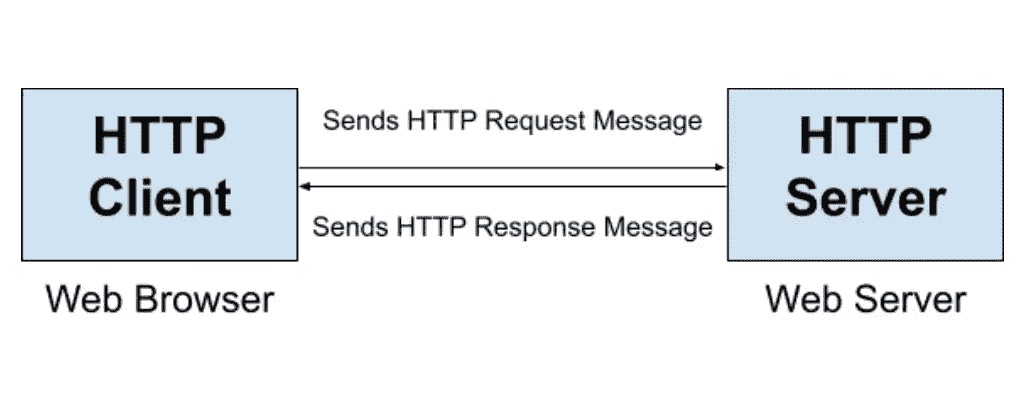 HTTP
Client
Sends HTTP Request Message
Sends HTTP Response Message
HTTP
Server
Web Browser
Web Server